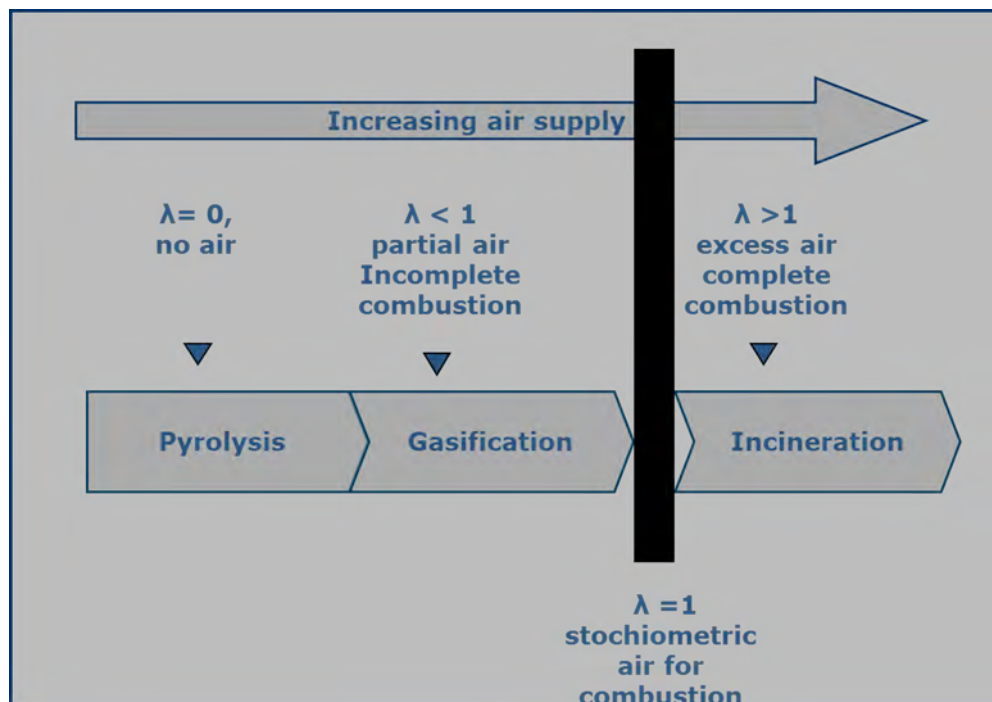 Increasing air supply
λ= 0,
no air
λ < 1
partial air
Incomplete
combustion
λ >1
excess air
complete
combustion
Pyrolysis
Gasification
Incineration
λ =1
stochiometric
air for
combustion